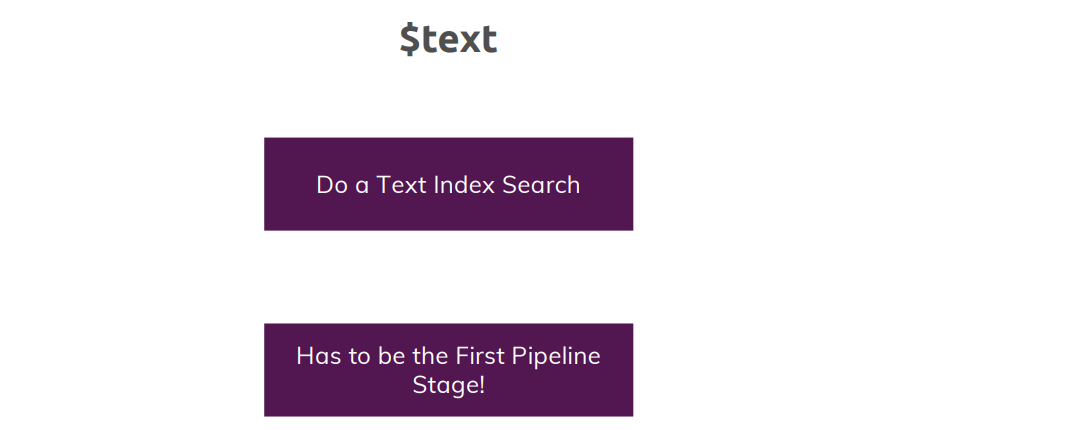 $text
Do a Text Index Search
Has to be the First Pipeline
Stage!